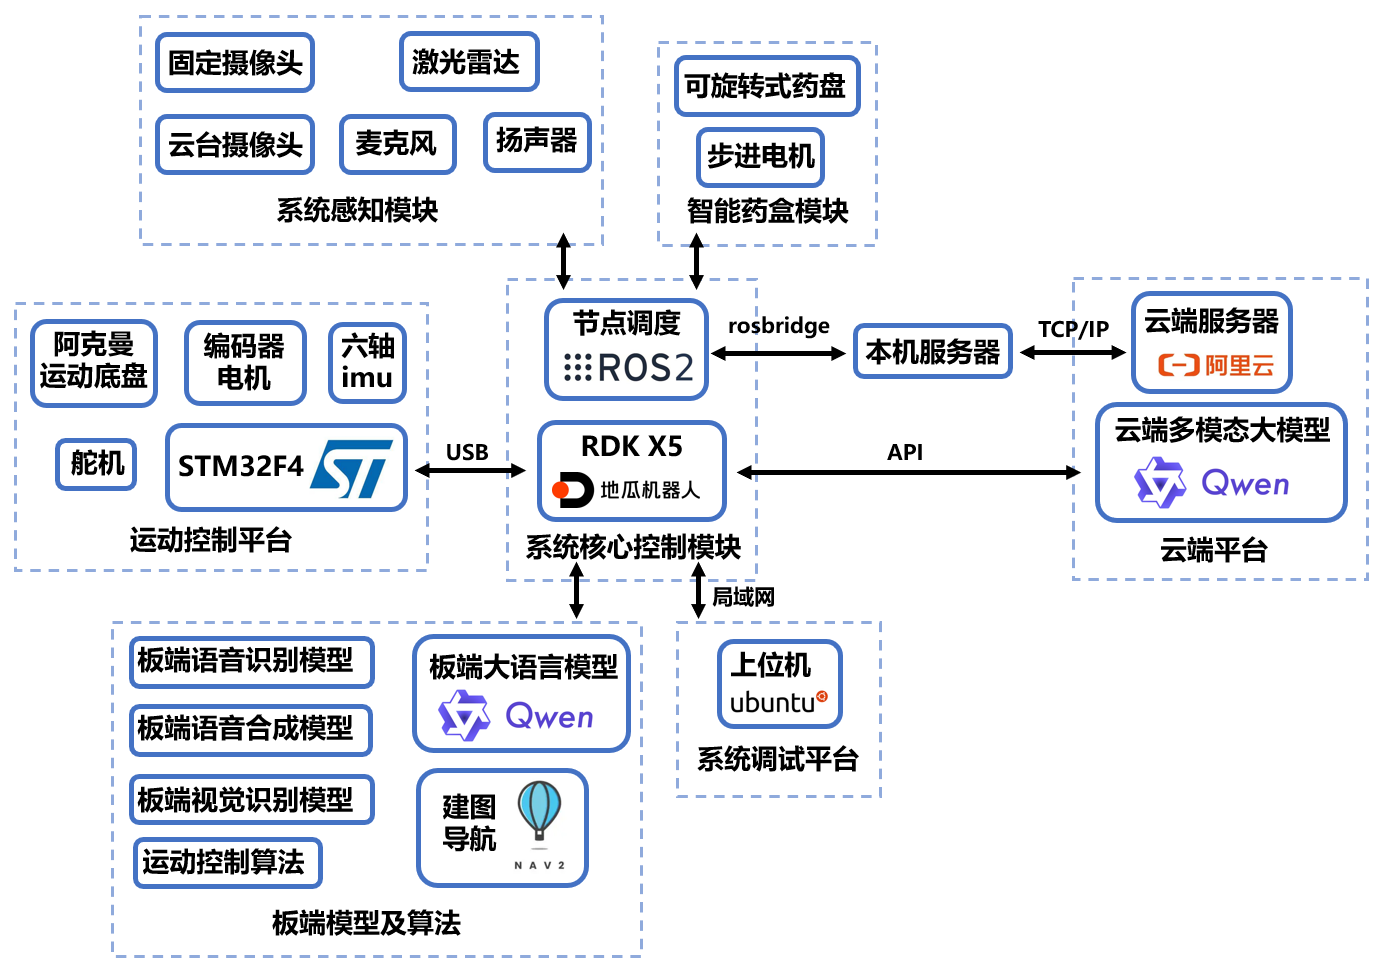 固定摄像头
激光雷达
云台摄像头
麦克风
扬声器
系统感知模块
可旋转式药盘
步进电机
智能药盒模块
阿克曼
运动底盘
编码器
电机
六轴
imu
舵机
STM32F4
ST
运动控制平台
USB
节点调度
ROS2
RDK X5
地瓜机器人
系统核心控制模块
rosbridge
本机服务器
TCP/IP
云端服务器
阿里云
API
云端多模态大模型
Qwen
云端平台
局域网
板端语音识别模型
板端语音合成模型
板端视觉识别模型
运动控制算法
板端大语言模型
Qwen
建图
导航
NAV2
板端模型及算法
上位机
ubuntu
系统调试平台